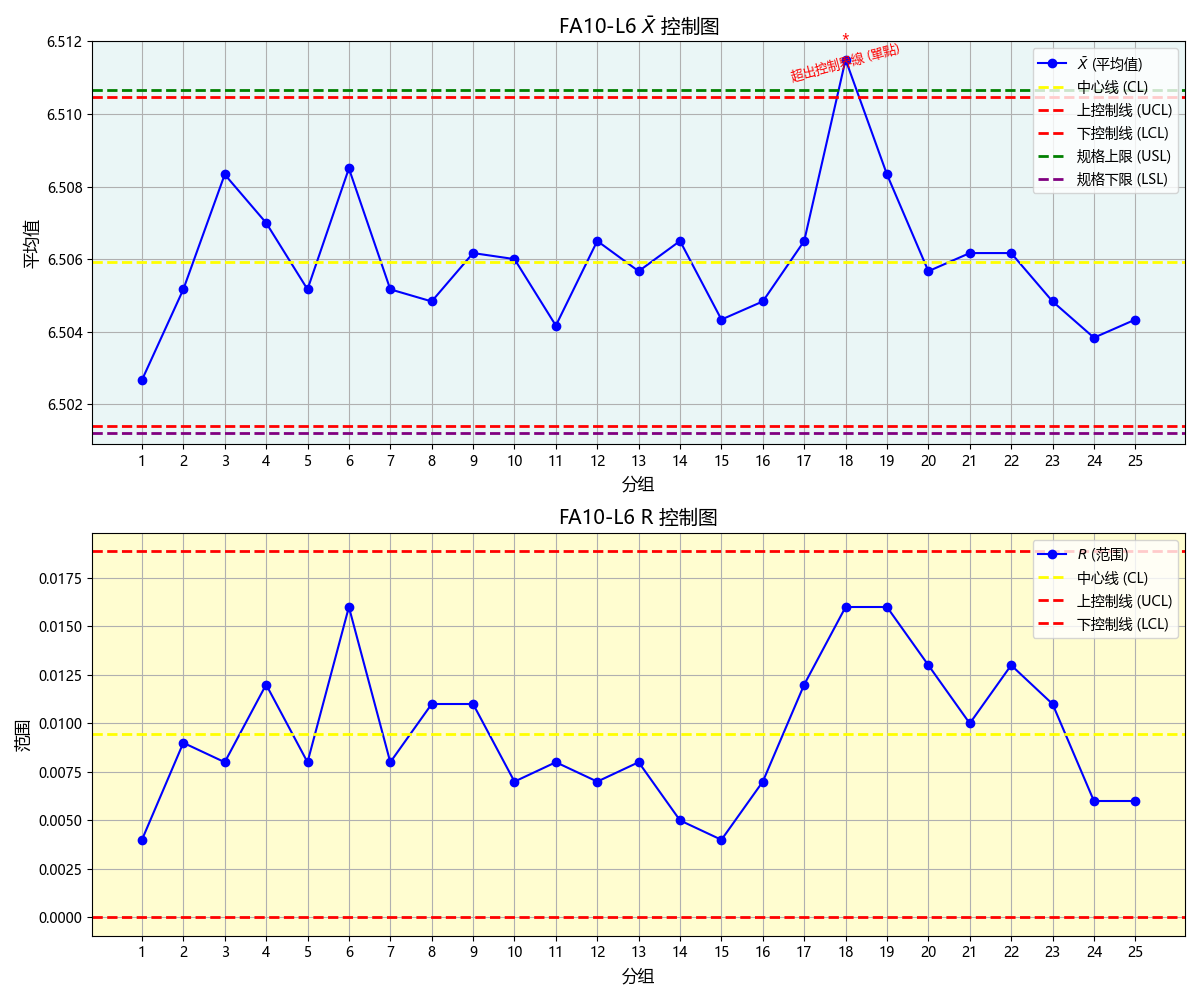 FA10-L6 X̄ 控制图
6.512
6.510
6.508
6.506
6.504
6.502
平均值
*
超出控制界線 (單點)
X̄ (平均值)
中心线 (CL)
上控制线 (UCL)
下控制线 (LCL)
规格上限 (USL)
规格下限 (LSL)
1 2 3 4 5 6 7 8 9 10 11 12 13 14 15 16 17 18 19 20 21 22 23 24 25
分组
FA10-L6 R 控制图
0.0175
0.0150
0.0125
0.0100
0.0075
0.0050
0.0025
0.0000
范围
R (范围)
中心线 (CL)
上控制线 (UCL)
下控制线 (LCL)
1 2 3 4 5 6 7 8 9 10 11 12 13 14 15 16 17 18 19 20 21 22 23 24 25
分组